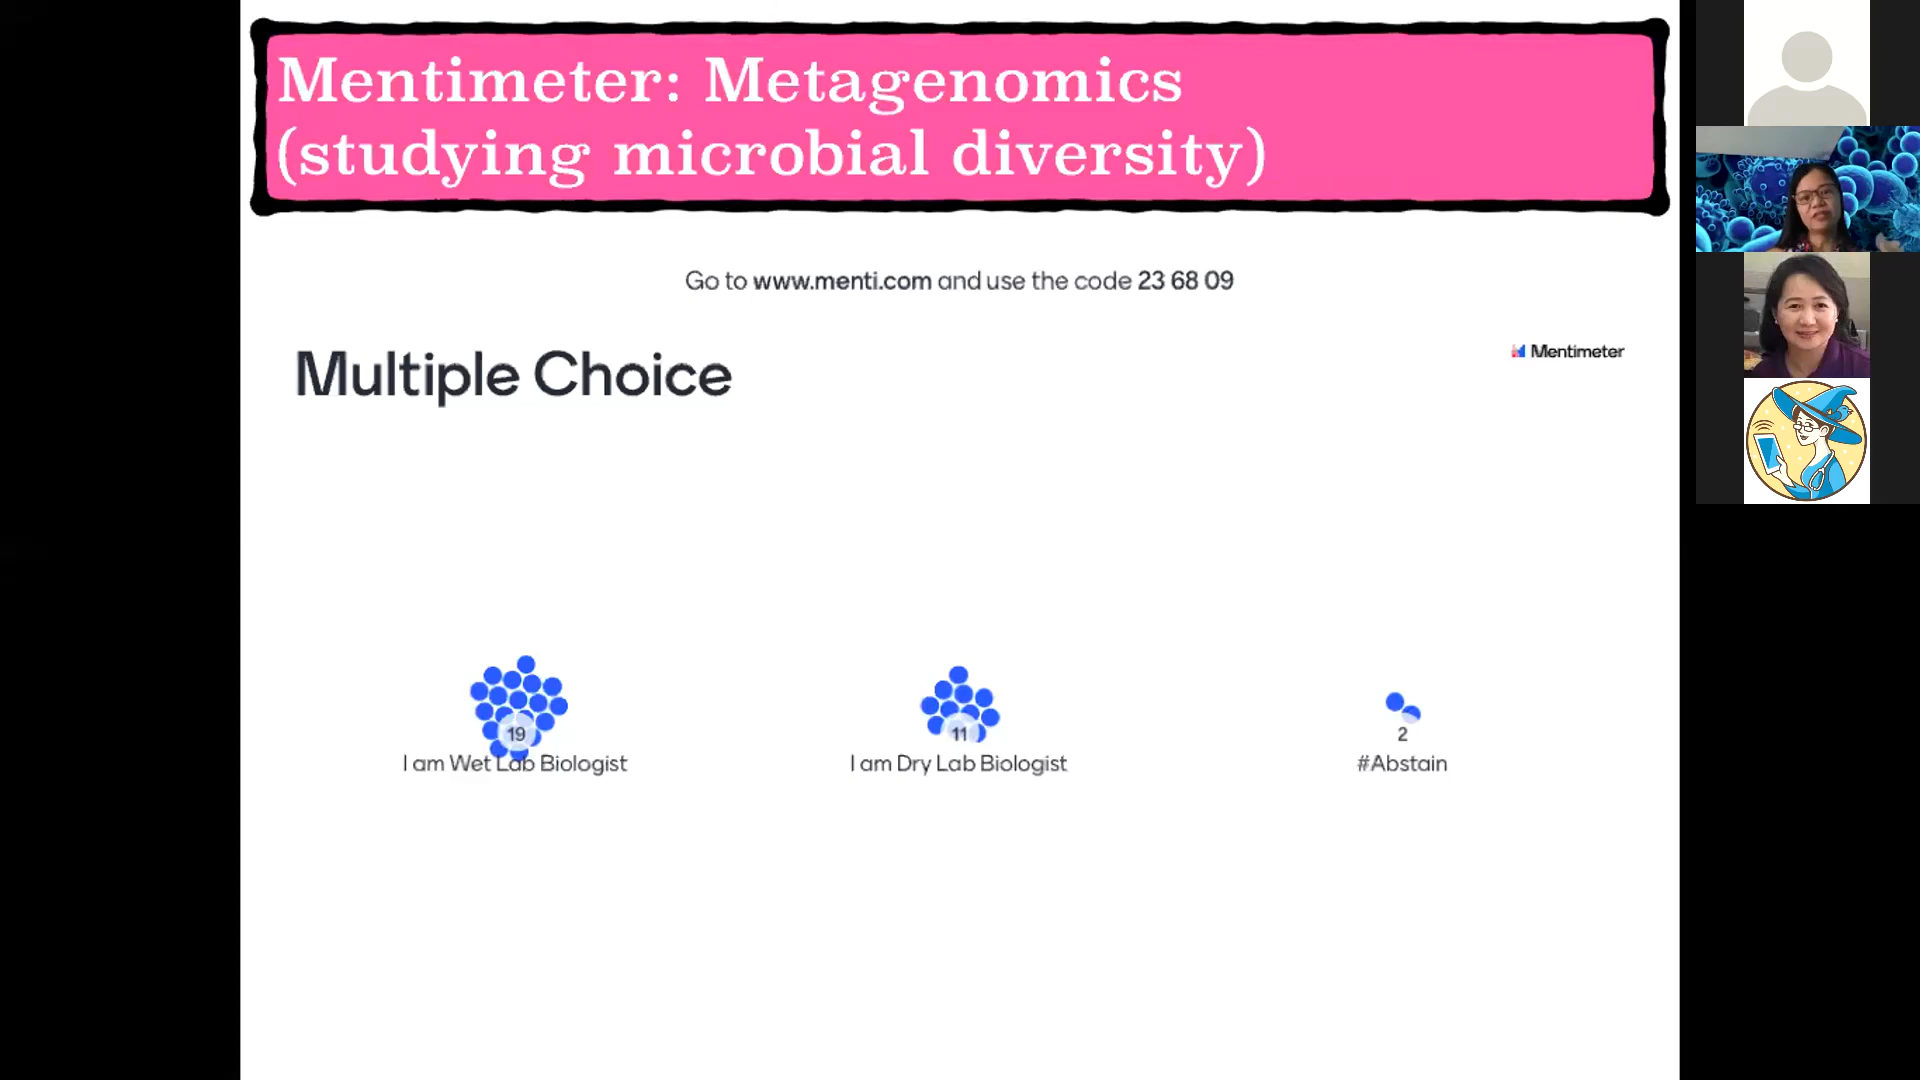 Mentimeter: Metagenomics
(studying microbial diversity)
Go to www.menti.com and use the code 23 68 09
Multiple Choice
Mentimeter
19
I am Wet Lab Biologist
11
I am Dry Lab Biologist
2
#Abstain